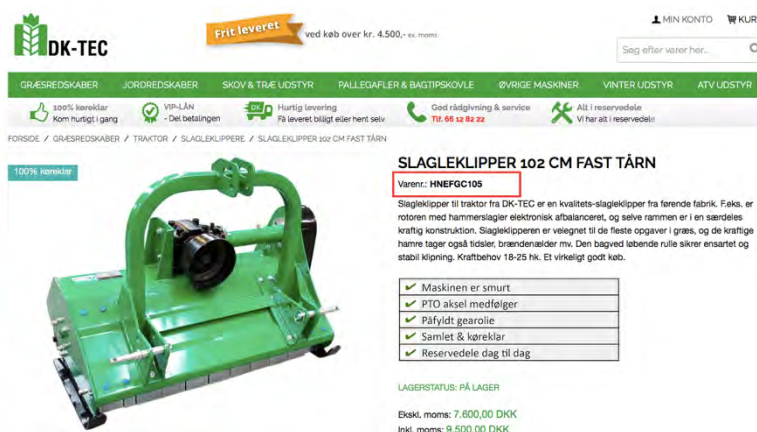 DK-TEC
Frit leveret ved køb over kr. 4.500,- ex. moms
MIN KONTO
KUR
Søg efter varer her..
GRÆSREDSKABER JORDREDSKABER SKOV & TRÆ UDSTYR PALLEGAFLER & BAGTIPSKOVLE ØVRIGE MASKINER VINTER UDSTYR ATV UDSTYR
100% køreklar
Kom hurtigt i gang
VIP-LÅN
- Del betalingen
DK
Hurtig levering
Få leveret billigt eller hent selv
God rådgivning & service
Tlf. 66 12 82 22
Alt i reservedele
Vi har alt i reservedele
FORSIDE / GRÆSREDSKABER / TRAKTOR / SLAGLEKLIPPERE / SLAGLEKLIPPER 102 CM FAST TÅRN
100% køreklar
SLAGLEKLIPPER 102 CM FAST TÅRN
Varenr.: HNEFGC105
Slagleklipper til traktor fra DK-TEC er en kvalitets-slagleklipper fra førende fabrik. F.eks. er
rotoren med hammerslagler elektronisk afbalanceret, og selve rammen er i en særdeles
kraftig konstruktion. Slagleklipperen er velegnet til de fleste opgaver i græs, og de kraftige
hamre tager også tidsler, brændenælder mv. Den bagved løbende rulle sikrer ensartet og
stabil klipning. Kraftbehov 18-25 hk. Et virkeligt godt køb.
Maskinen er smurt
PTO aksel medfølger
Påfyldt gearolie
Samlet & køreklar
Reservedele dag til dag
LAGERSTATUS: PÅ LAGER
Ekskl. moms: 7.600,00 DKK
Inkl. moms: 9.500,00 DKK